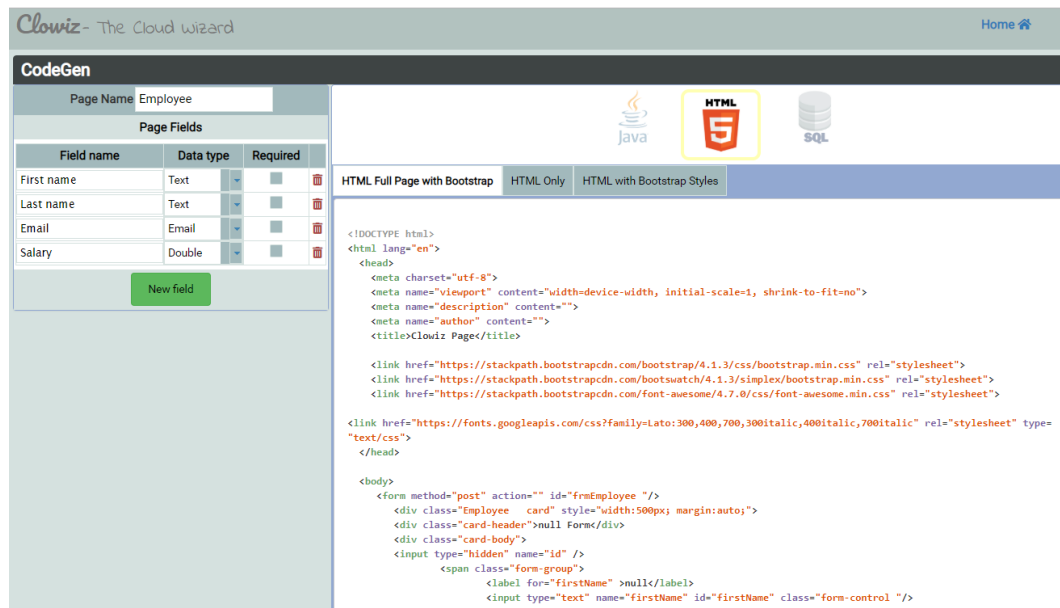 Clowiz - The Cloud Wizard
Home
CodeGen
Page Name Employee
Page Fields
Field name Data type Required
First name Text
Last name Text
Email Email
Salary Double
New field
Java
HTML
5
SQL
HTML Full Page with Bootstrap HTML Only HTML with Bootstrap Styles
<!DOCTYPE html>
<html lang="en">
<head>
<meta charset="utf-8">
<meta name="viewport" content="width=device-width, initial-scale=1, shrink-to-fit=no">
<meta name="description" content="">
<meta name="author" content="">
<title>Clowiz Page</title>
<link href="https://stackpath.bootstrapcdn.com/bootstrap/4.1.3/css/bootstrap.min.css" rel="stylesheet">
<link href="https://stackpath.bootstrapcdn.com/bootswatch/4.1.3/simplex/bootstrap.min.css" rel="stylesheet">
<link href="https://stackpath.bootstrapcdn.com/font-awesome/4.7.0/css/font-awesome.min.css" rel="stylesheet">
<link href="https://fonts.googleapis.com/css?family=Lato:300,400,700,300italic,400italic,700italic" rel="stylesheet" type=
"text/css">
</head>
<body>
<form method="post" action="" id="frmEmployee "/>
<div class="Employee   card" style="width:500px; margin:auto;">
<div class="card-header">null Form</div>
<div class="card-body">
<input type="hidden" name="id" />
<span class="form-group">
<label for="firstName" >null</label>
<input type="text" name="firstName" id="firstName" class="form-control "/>